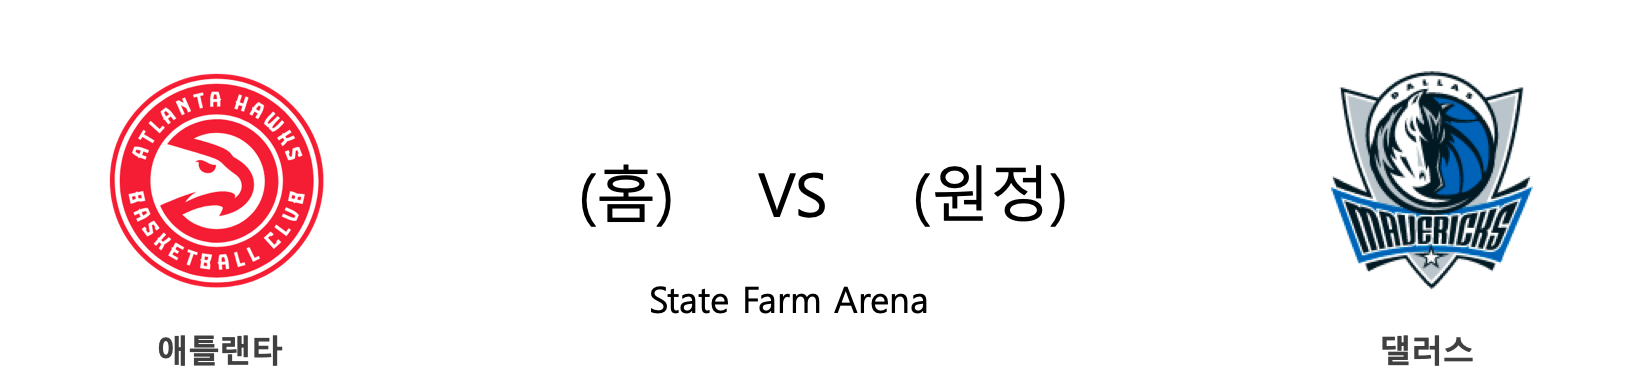 ATLANTA HAWKS
BASKETBALL CLUB
DALLAS
MAVERICKS
(홈) VS (원정)
State Farm Arena
애틀랜타
댈러스